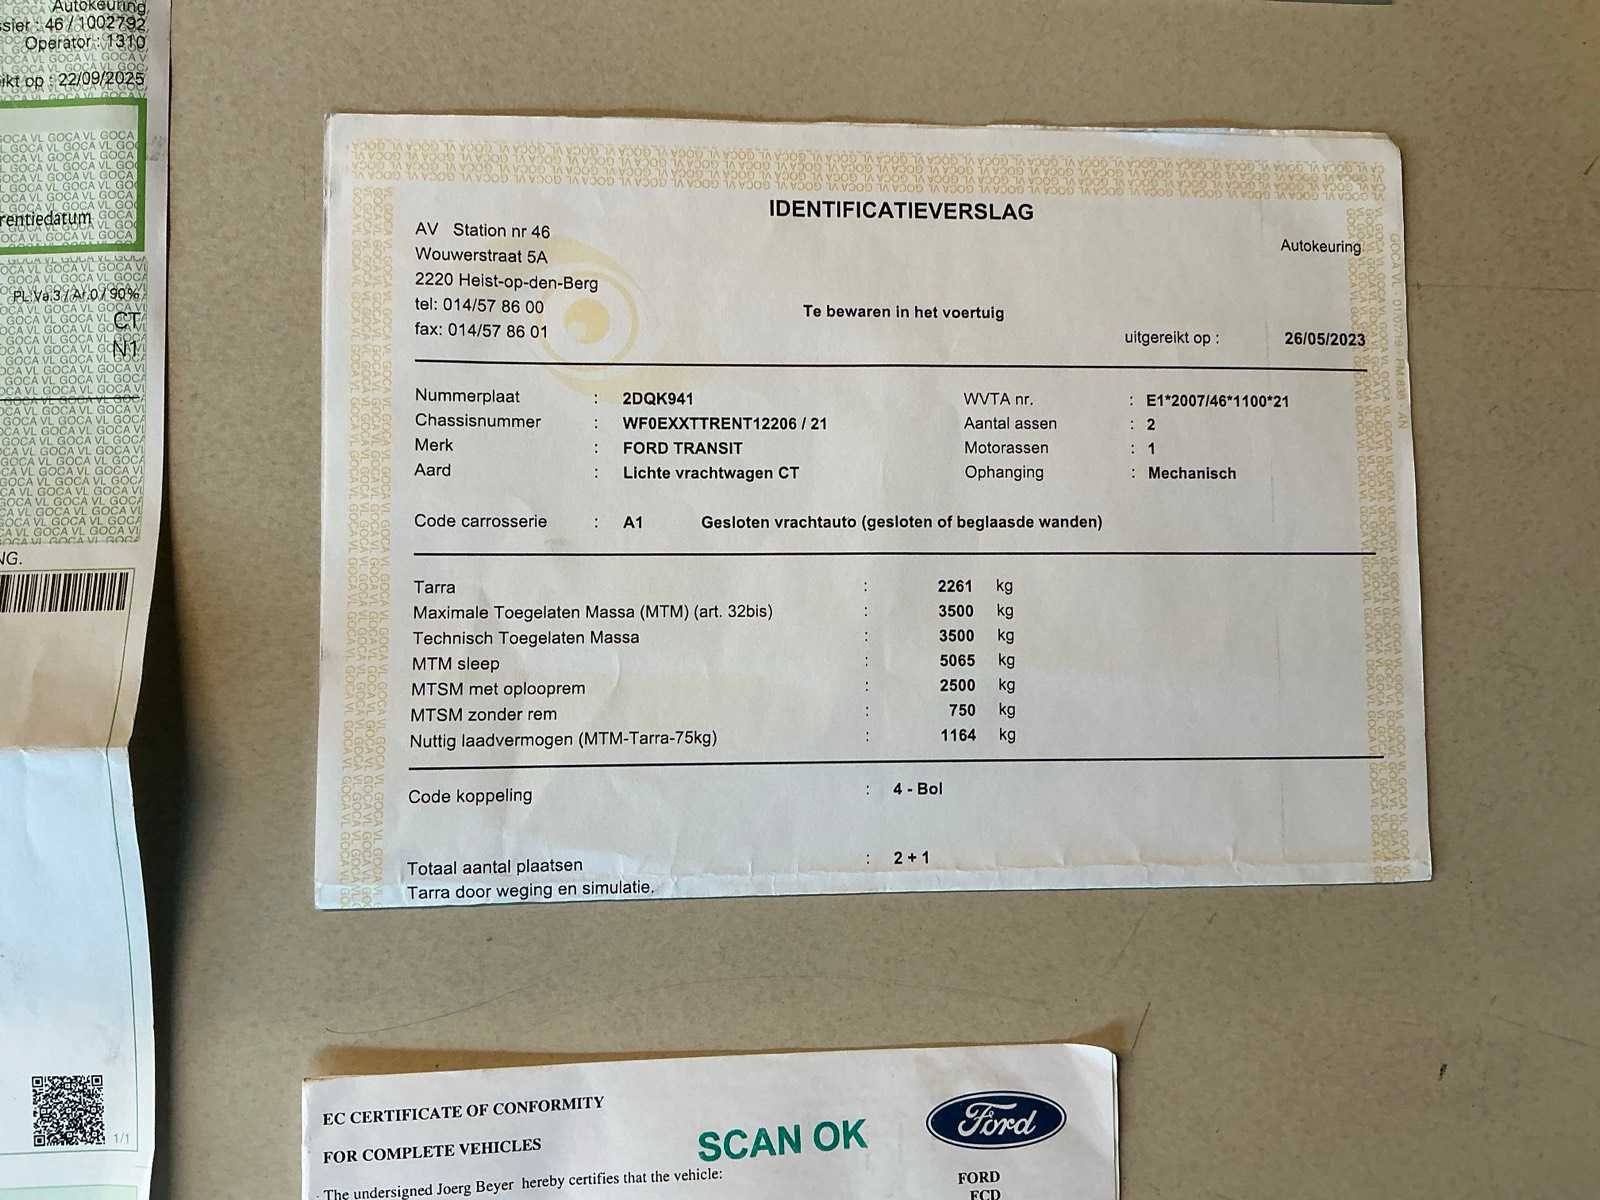 Autokeuring
ssier : 46 / 1002792
Operator : 1310
ikt op : 22/09/2025
rentiedatum
PL.Va.3 / Ar.0 / 90%
CT
N1
NG.
1/1
IDENTIFICATIEVERSLAG
AV Station nr 46
Wouwerstraat 5A
2220 Heist-op-den-Berg
tel: 014/57 86 00
fax: 014/57 86 01
Autokeuring
Te bewaren in het voertuig
uitgereikt op : 26/05/2023
Nummerplaat : 2DQK941 WVTA nr. : E1*2007/46*1100*21
Chassisnummer : WF0EXXTTRENT12206 / 21 Aantal assen : 2
Merk : FORD TRANSIT Motorassen : 1
Aard : Lichte vrachtwagen CT Ophanging : Mechanisch
Code carrosserie : A1 Gesloten vrachtauto (gesloten of beglaasde wanden)
Tarra : 2261 kg
Maximale Toegelaten Massa (MTM) (art. 32bis) : 3500 kg
Technisch Toegelaten Massa : 3500 kg
MTM sleep : 5065 kg
MTSM met oplooprem : 2500 kg
MTSM zonder rem : 750 kg
Nuttig laadvermogen (MTM-Tarra-75kg) : 1164 kg
Code koppeling : 4 - Bol
Totaal aantal plaatsen : 2 + 1
Tarra door weging en simulatie.
EC CERTIFICATE OF CONFORMITY
FOR COMPLETE VEHICLES
SCAN OK
Ford
The undersigned Joerg Beyer hereby certifies that the vehicle:
FORD
FCD